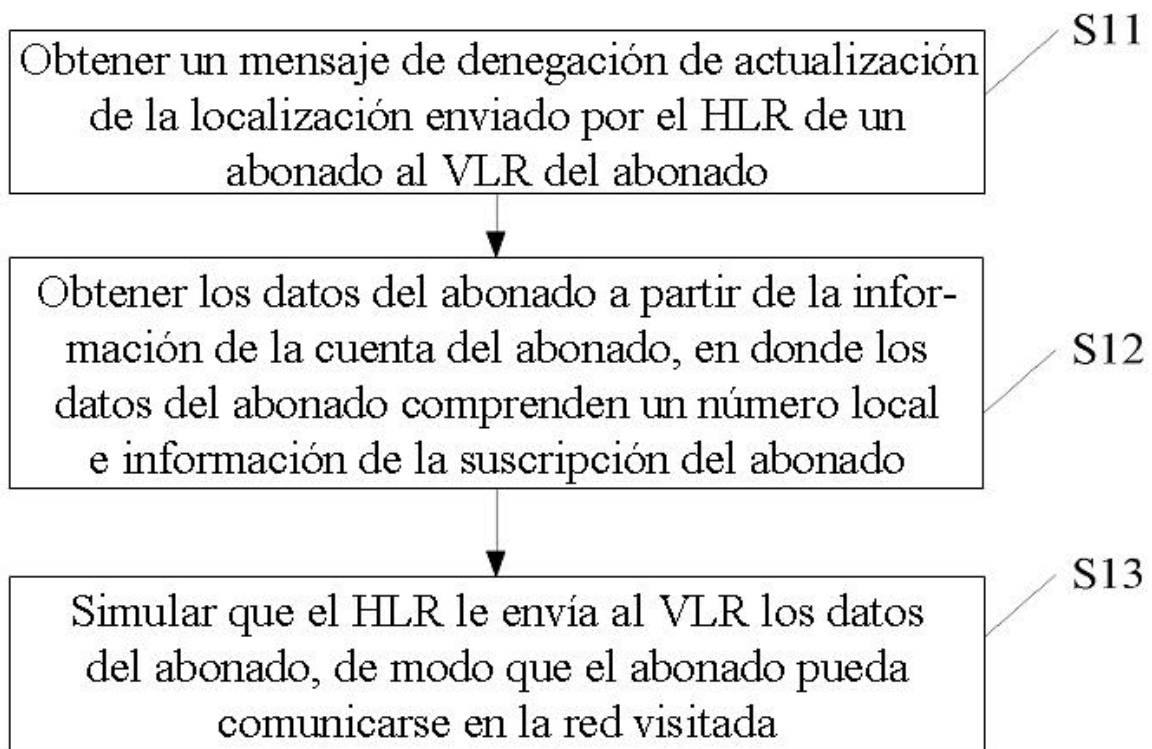 S11
Obtener un mensaje de denegación de actualización
de la localización enviado por el HLR de un
abonado al VLR del abonado
S12
Obtener los datos del abonado a partir de la infor-
mación de la cuenta del abonado, en donde los
datos del abonado comprenden un número local
e información de la suscripción del abonado
S13
Simular que el HLR le envía al VLR los datos
del abonado, de modo que el abonado pueda
comunicarse en la red visitada